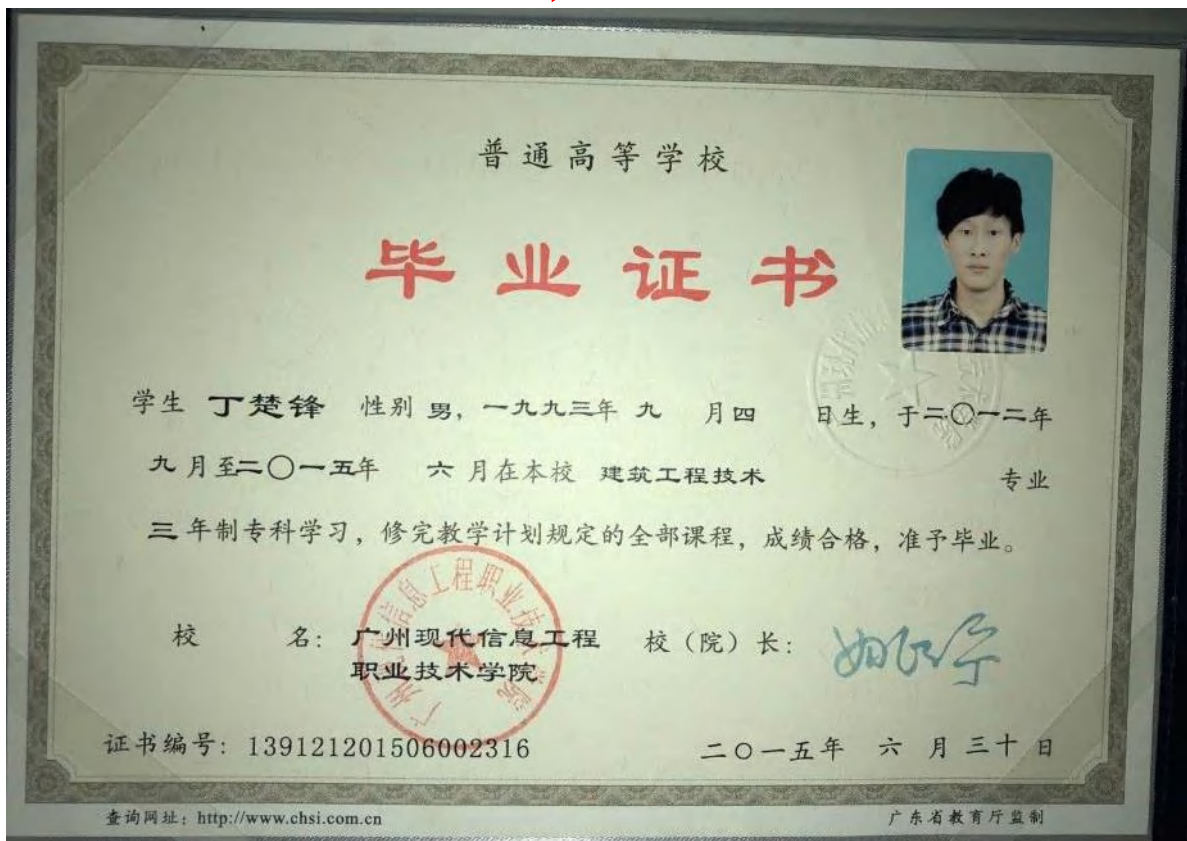 普通高等学校
毕业证书
学生 丁楚锋 性别 男，一九九三年 九 月四 日生，于二〇一二年
九 月至二〇一五年 六 月在本校 建筑工程技术 专业
三 年制专科学习，修完教学计划规定的全部课程，成绩合格，准予毕业。
校 名：广州现代信息工程 校（院）长：
职业技术学院
证书编号：139121201506002316 二〇一五年 六 月 三十 日
查询网址：http://www.chsi.com.cn 广东省教育厅监制